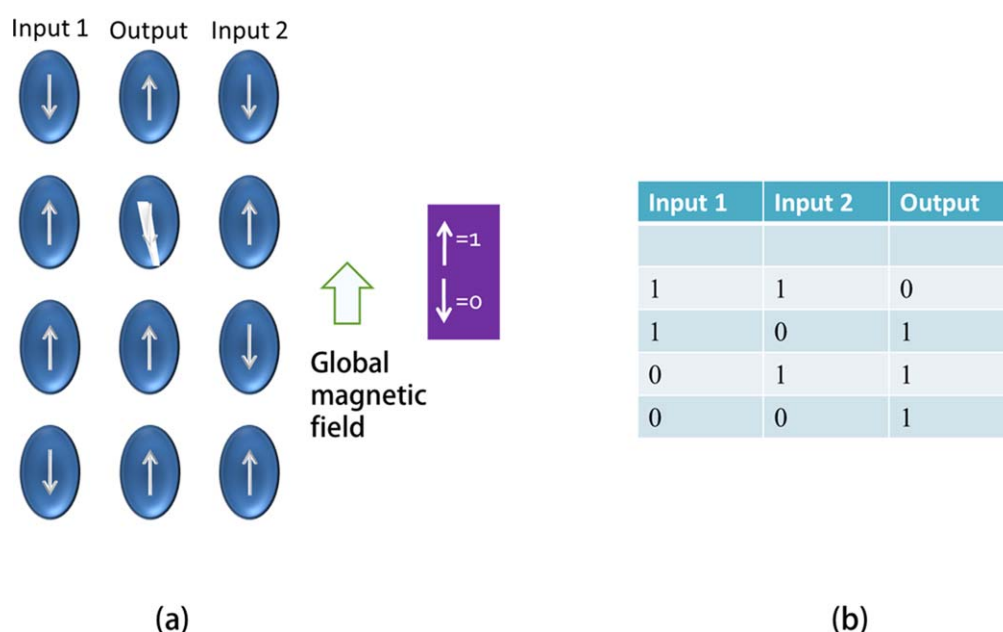 Input 1 Output Input 2
↑=1
↓=0
Global
magnetic
field
(a)
Input 1 Input 2 Output
1 1 0
1 0 1
0 1 1
0 0 1
(b)